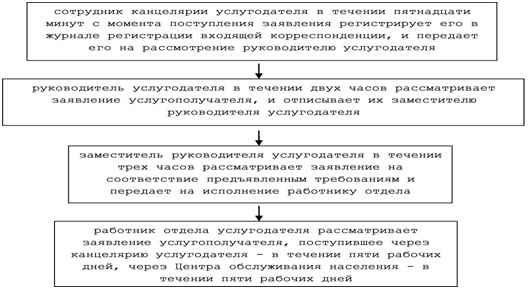 сотрудник канцелярии услугодателя в течении пятнадцати
минут с момента поступления заявления регистрирует его в
журнале регистрации входящей корреспонденции, и передает
его на рассмотрение руководителю услугодателя
руководитель услугодателя в течении двух часов рассматривает
заявление услугополучателя, и отписывает их заместителю
руководителя услугодателя
заместитель руководителя услугодателя в течении
трех часов рассматривает заявление на
соответствие предъявленным требованиям и
передает на исполение работнику отдела
работник отдела услугодателя рассматривает
заявление услугополучателя, поступившее через
канцелярию услугодателя – в течении пяти рабочих
дней, через Центра обслуживания населения – в
течении пяти рабочих дней